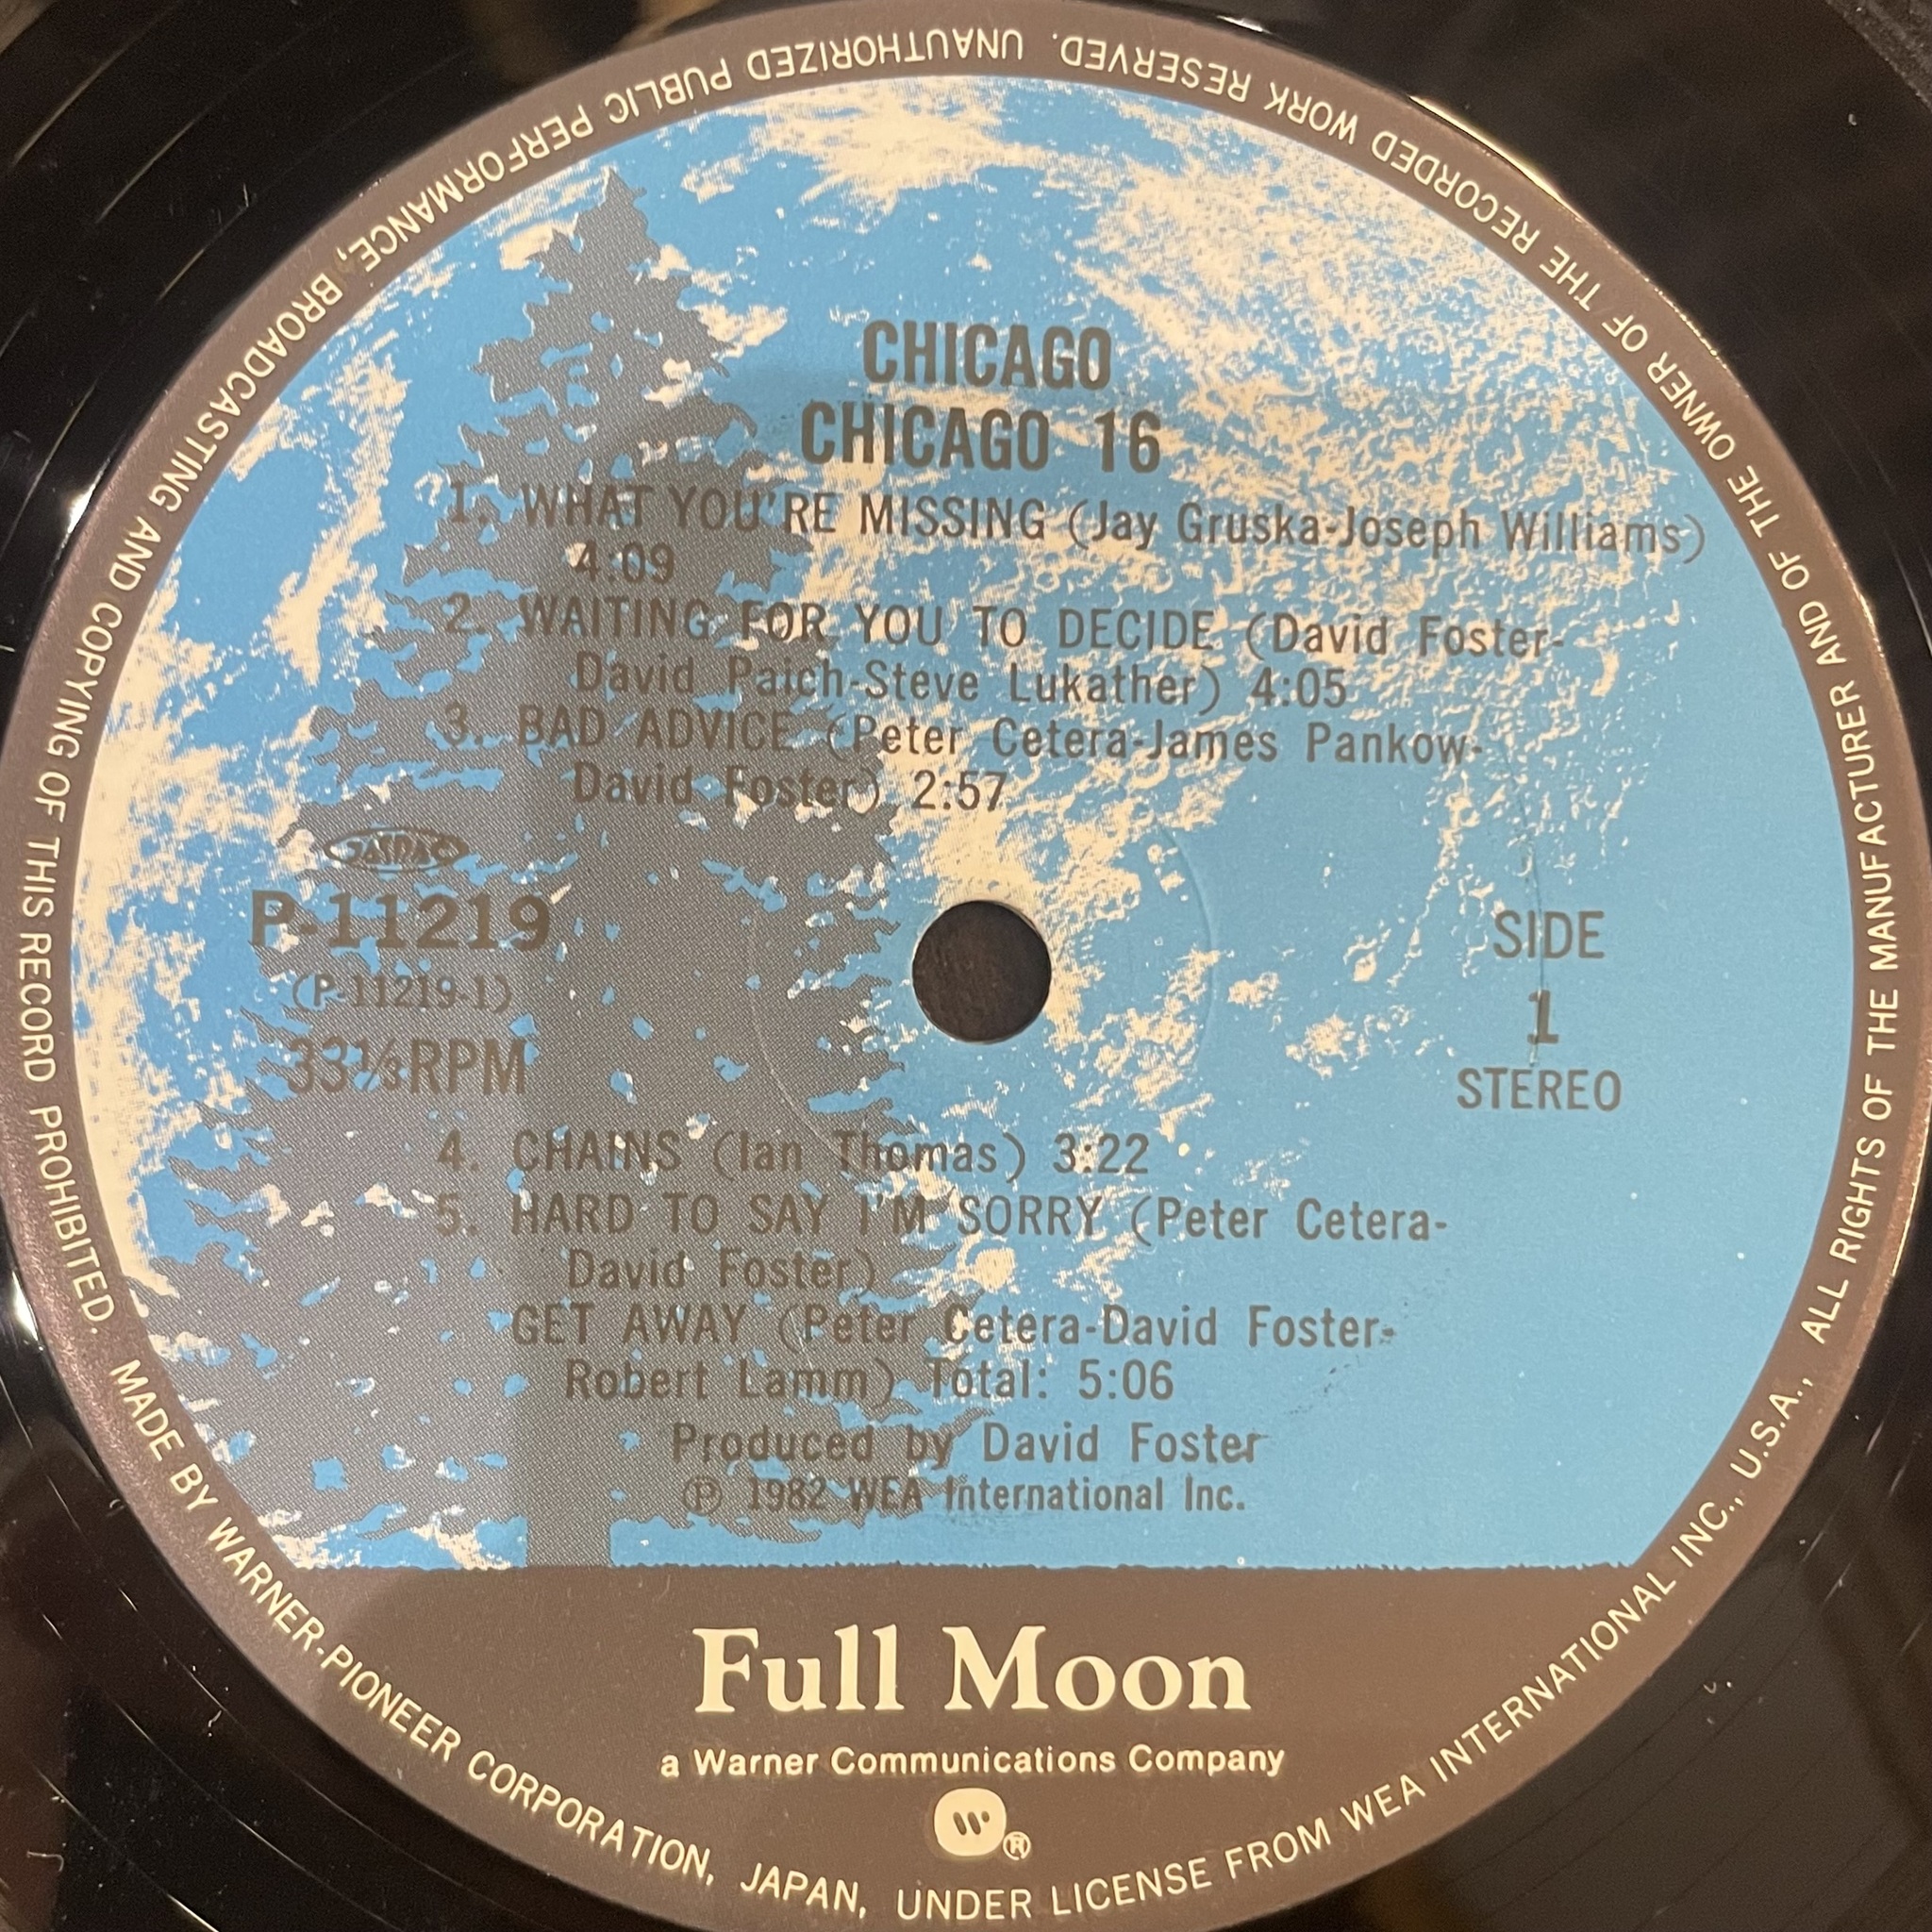 CHICAGO
CHICAGO 16
1. WHAT YOU'RE MISSING (Jay Gruska-Joseph Williams)
4:09
2. WAITING FOR YOU TO DECIDE (David Foster-
David Paich-Steve Lukather) 4:05
3. BAD ADVICE (Peter Cetera-James Pankow-
David Foster) 2:57
JASRAC
P-11219
(P-11219-1)
33⅓RPM
SIDE
1
STEREO
4. CHAINS (Ian Thomas) 3:22
5. HARD TO SAY I'M SORRY (Peter Cetera-
David Foster)
GET AWAY (Peter Cetera-David Foster-
Robert Lamm) Total: 5:06
Produced by David Foster
Ⓟ 1982 WEA International Inc.
Full Moon
a Warner Communications Company
W®
MADE BY WARNER-PIONEER CORPORATION, JAPAN, UNDER LICENSE FROM WEA INTERNATIONAL INC., U.S.A., ALL RIGHTS OF THE MANUFACTURER AND OF THE OWNER OF THE RECORDED WORK RESERVED. UNAUTHORIZED PUBLIC PERFORMANCE, BROADCASTING AND COPYING OF THIS RECORD PROHIBITED.